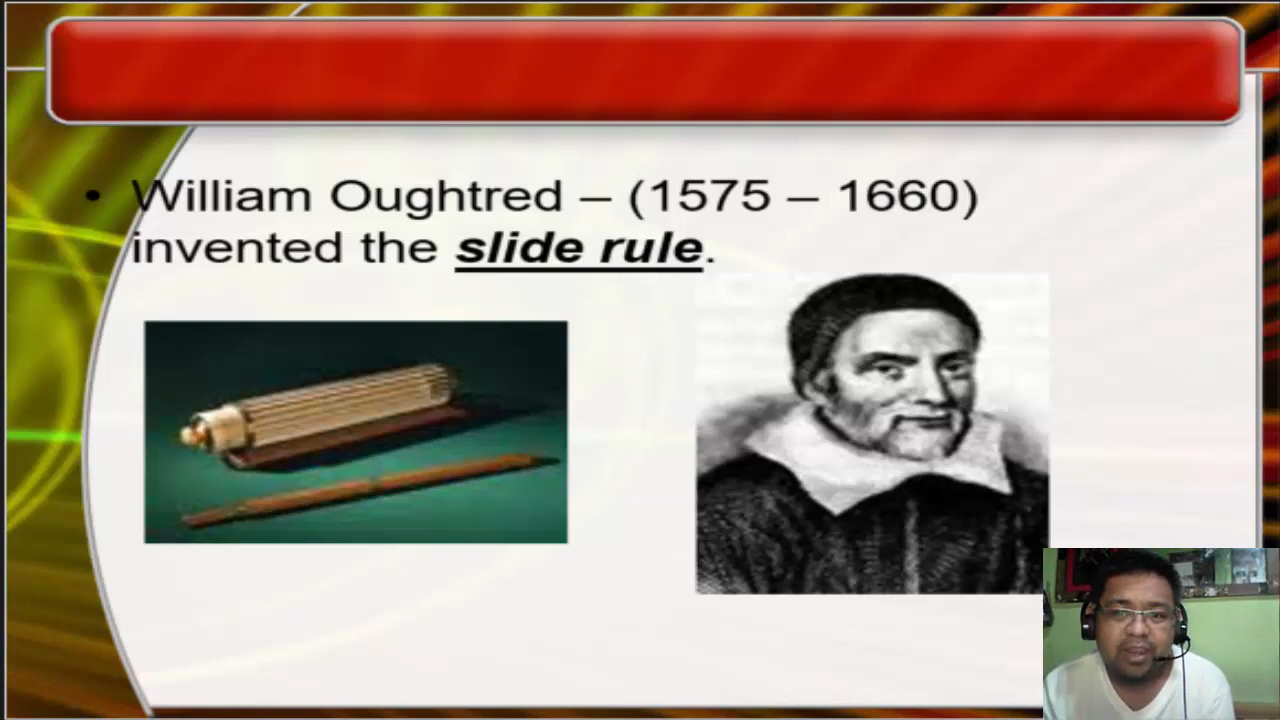 • William Oughtred – (1575 – 1660)
invented the slide rule.